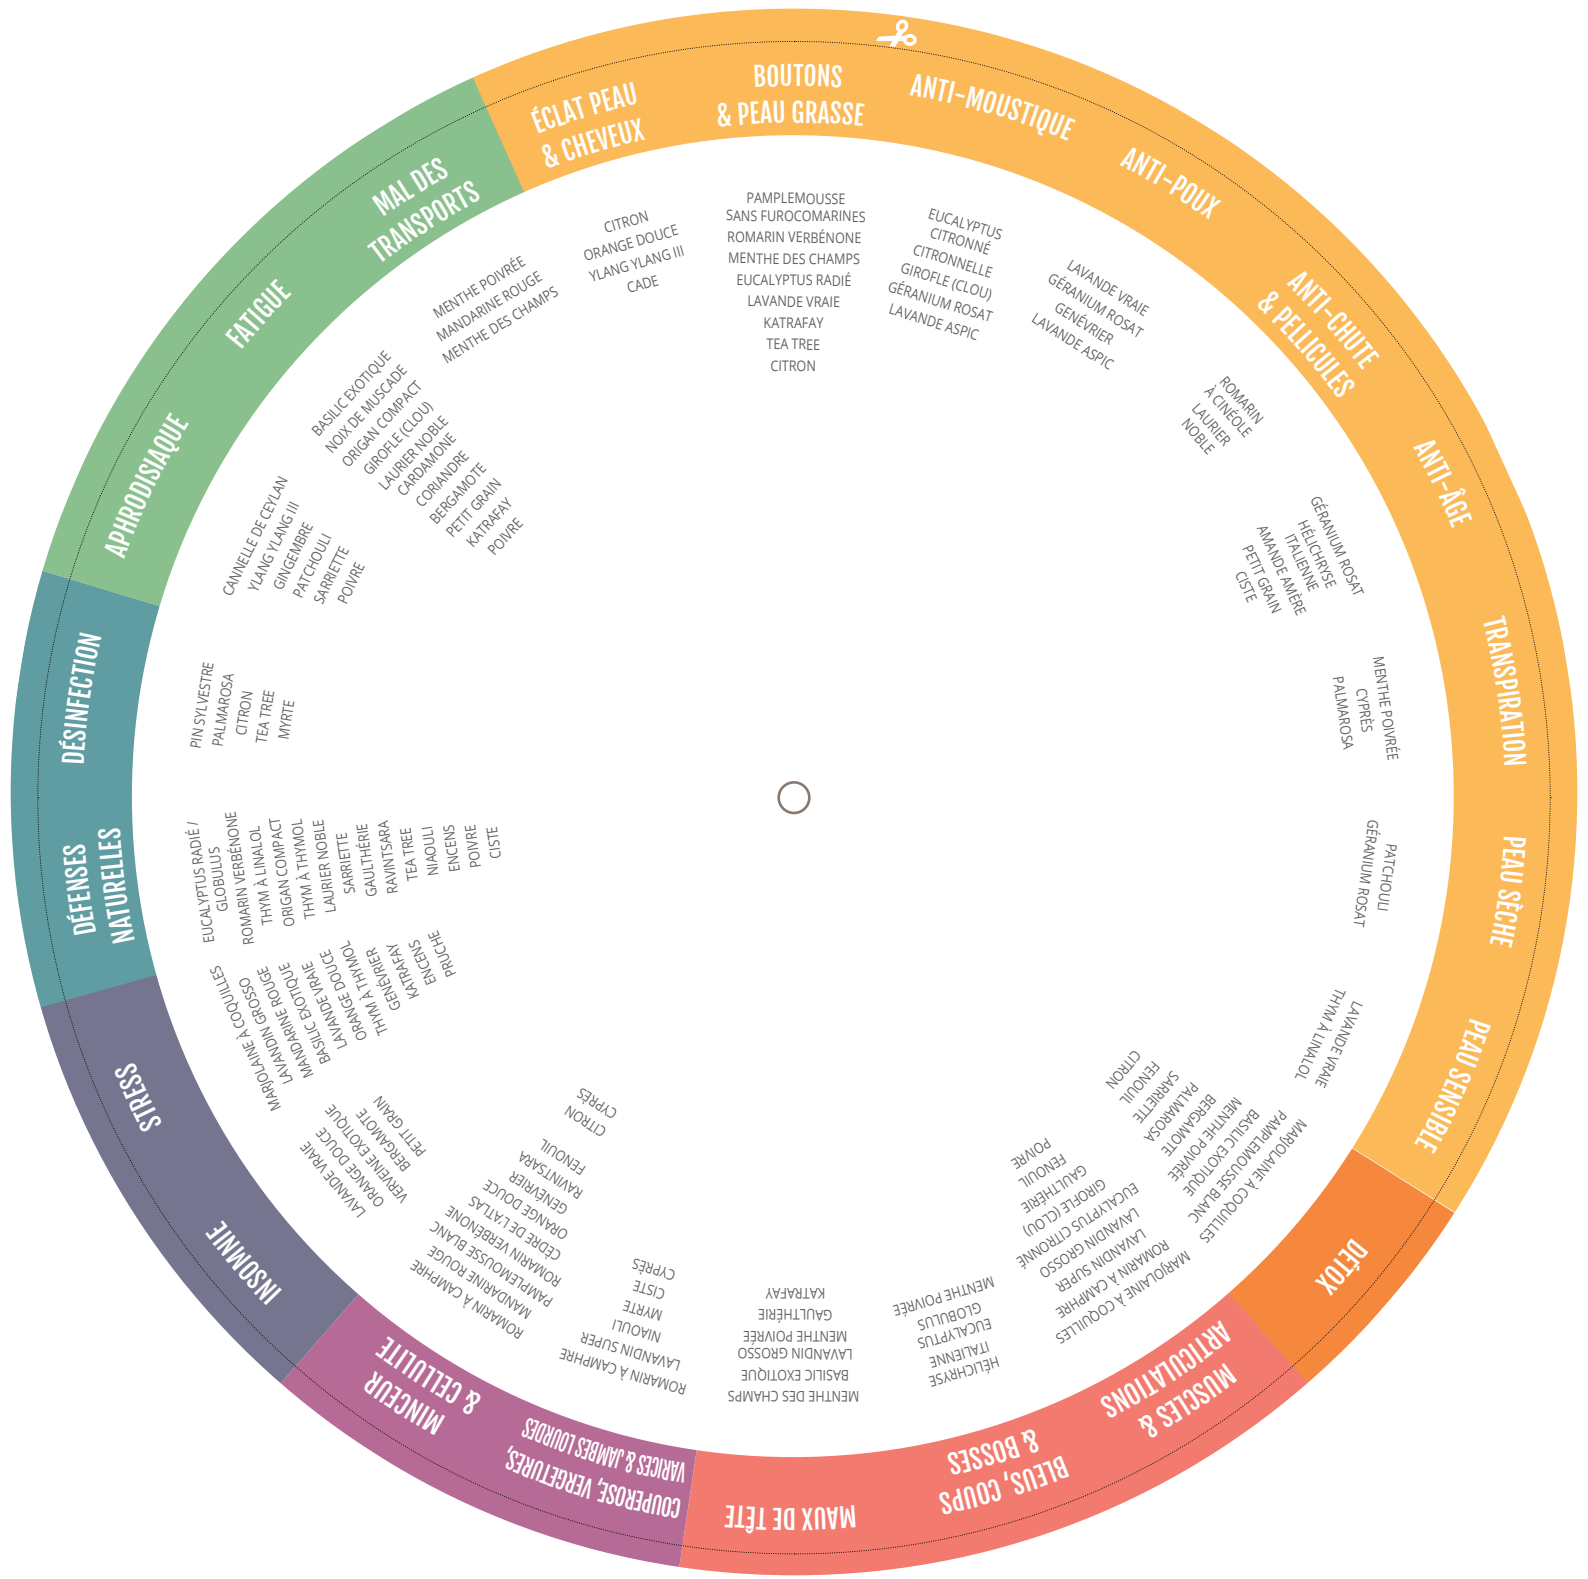 ÉCLAT PEAU
& CHEVEUX
CITRON
ORANGE DOUCE
YLANG YLANG III
CADE
BOUTONS
& PEAU GRASSE
PAMPLEMOUSSE
SANS FUROCOMARINES
ROMARIN VERBÉNONE
MENTHE DES CHAMPS
EUCALYPTUS RADIÉ
LAVANDE VRAIE
KATRAFAY
TEA TREE
CITRON
ANTI-MOUSTIQUE
EUCALYPTUS
CITRONNÉ
CITRONNELLE
GIROFLE (CLOU)
GÉRANIUM ROSAT
LAVANDE ASPIC
ANTI-POUX
LAVANDE VRAIE
GÉRANIUM ROSAT
GENÉVRIER
LAVANDE ASPIC
ANTI-CHUTE
& PELLICULES
ROMARIN
À CINÉOLE
LAURIER
NOBLE
ANTI-ÂGE
GÉRANIUM ROSAT
HÉLICHRYSE
ITALIENNE
AMANDE AMÈRE
PETIT GRAIN
CISTE
TRANSPIRATION
MENTHE POIVRÉE
CYPRÈS
PALMAROSA
PEAU SÈCHE
PATCHOULI
GÉRANIUM ROSAT
PEAU SENSIBLE
LAVANDE VRAIE
THYM À LINALOL
DÉTOX
MARJOLAINE À COQUILLES
PAMPLEMOUSSE BLANC
BASILIC EXOTIQUE
MENTHE POIVRÉE
BERGAMOTE
PALMAROSA
SARRIETTE
FENOUIL
CITRON
MUSCLES &
ARTICULATIONS
MARJOLAINE À COQUILLES
ROMARIN À CAMPHRE
LAVANDIN SUPER
LAVANDIN GROSSO
EUCALYPTUS CITRONNÉ
GIROFLE (CLOU)
GAULTHÉRIE
FENOUIL
POIVRE
BLEUS, COUPS
& BOSSES
HÉLICHRYSE
ITALIENNE
EUCALYPTUS
GLOBULUS
MENTHE POIVRÉE
MAUX DE TÊTE
MENTHE DES CHAMPS
BASILIC EXOTIQUE
LAVANDIN GROSSO
MENTHE POIVRÉE
GAULTHÉRIE
KATRAFAY
COUPEROSE, VERGETURES,
VARICES & JAMBES LOURDES
ROMARIN À CAMPHRE
LAVANDIN SUPER
NIAOULI
MYRTE
CISTE
CYPRÈS
MINCEUR
& CELLULITE
ROMARIN À CAMPHRE
MANDARINE ROUGE
PAMPLEMOUSSE BLANC
ROMARIN VERBÉNONE
CÈDRE DE L'ATLAS
ORANGE DOUCE
GENÉVRIER
RAVINTSARA
FENOUIL
CITRON
CYPRÈS
INSOMNIE
LAVANDE VRAIE
ORANGE DOUCE
VERVEINE EXOTIQUE
BERGAMOTE
PETIT GRAIN
STRESS
MARJOLAINE À COQUILLES
LAVANDIN GROSSO
MANDARINE ROUGE
BASILIC EXOTIQUE
LAVANDE VRAIE
ORANGE DOUCE
THYM À THYMOL
GENÉVRIER
KATRAFAY
ENCENS
PRUCHE
DÉFENSES
NATURELLES
EUCALYPTUS RADIÉ /
GLOBULUS
ROMARIN VERBÉNONE
THYM À LINALOL
ORIGAN COMPACT
THYM À THYMOL
LAURIER NOBLE
SARRIETTE
GAULTHÉRIE
RAVINTSARA
TEA TREE
NIAOULI
ENCENS
POIVRE
CISTE
DÉSINFECTION
PIN SYLVESTRE
PALMAROSA
CITRON
TEA TREE
MYRTE
APHRODISIAQUE
CANNELLE DE CEYLAN
YLANG YLANG III
GINGEMBRE
PATCHOULI
SARRIETTE
POIVRE
FATIGUE
BASILIC EXOTIQUE
NOIX DE MUSCADE
ORIGAN COMPACT
GIROFLE (CLOU)
LAURIER NOBLE
CARDAMONE
CORIANDRE
BERGAMOTE
PETIT GRAIN
KATRAFAY
POIVRE
MAL DES
TRANSPORTS
MENTHE POIVRÉE
MANDARINE ROUGE
MENTHE DES CHAMPS